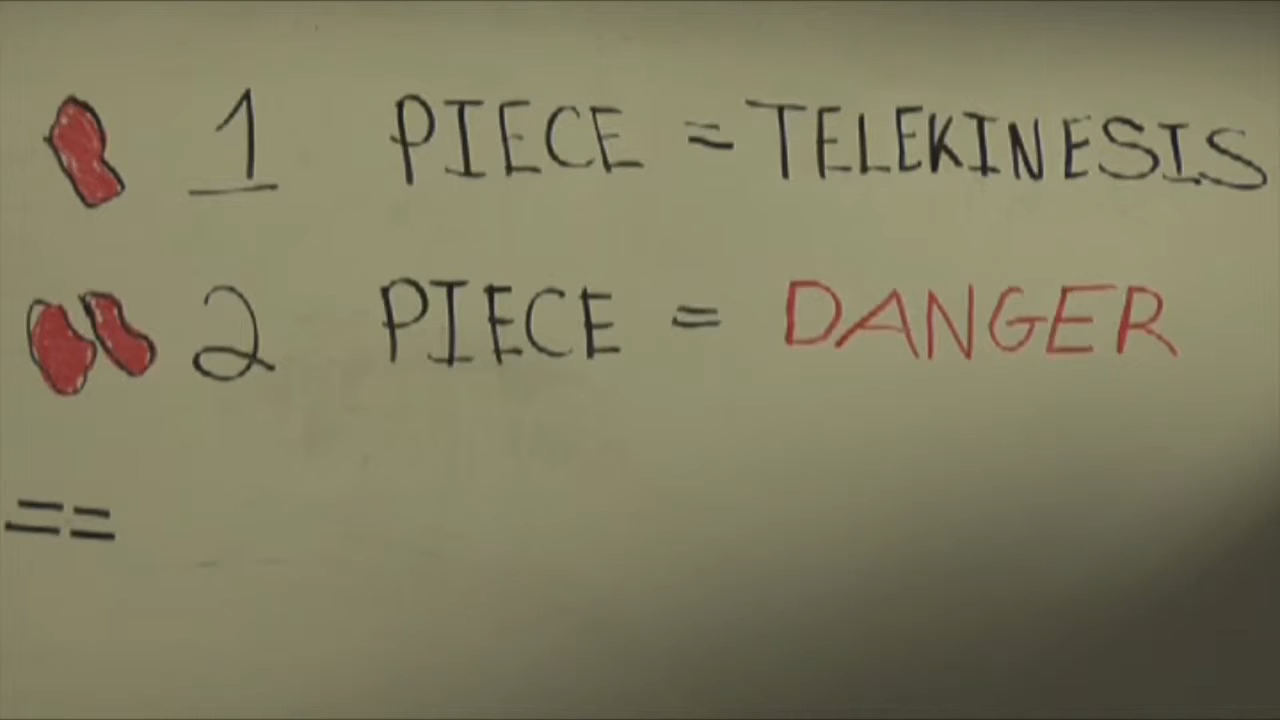 1 PIECE = TELEKINESIS
2 PIECE = DANGER
==